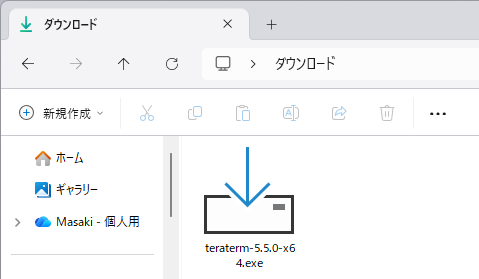 ダウンロード
ダウンロード
新規作成
ホーム
ギャラリー
Masaki - 個人用
teraterm-5.5.0-x6
4.exe